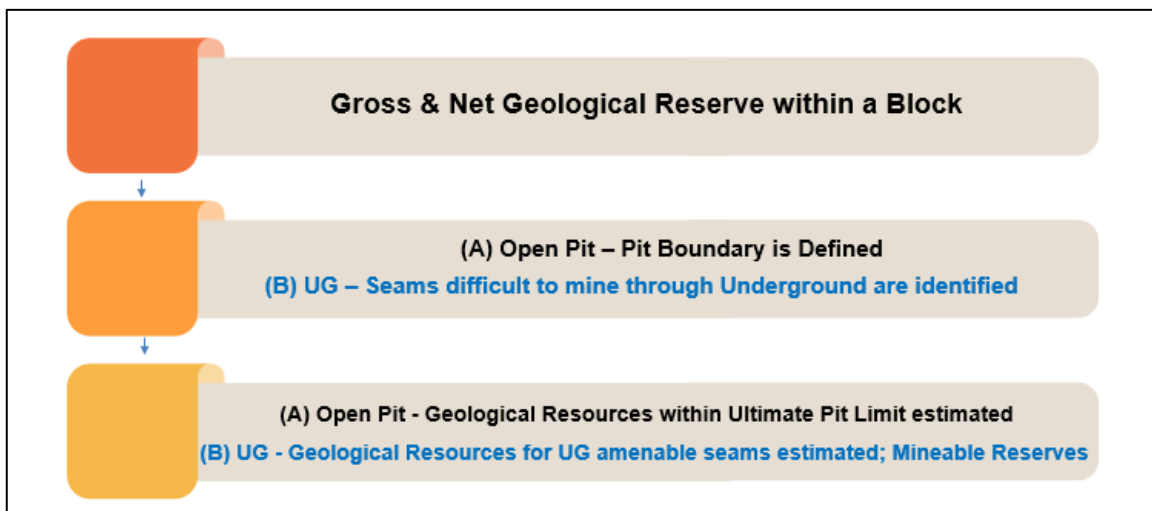 Gross & Net Geological Reserve within a Block
(A) Open Pit – Pit Boundary is Defined
(B) UG – Seams difficult to mine through Underground are identified
(A) Open Pit - Geological Resources within Ultimate Pit Limit estimated
(B) UG - Geological Resources for UG amenable seams estimated; Mineable Reserves